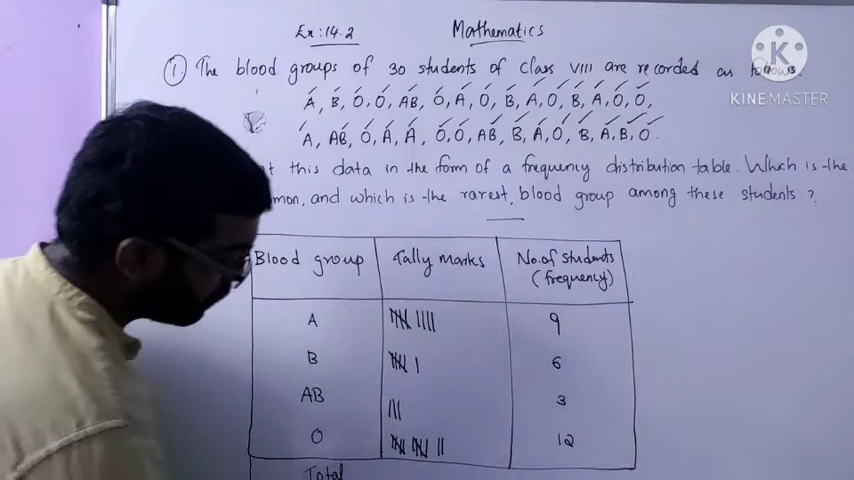 Ex: 14.2 Mathematics
① The blood groups of 30 students of class VIII are recorded as follows.
A, B, O, O, AB, O, A, O, B, A, O, B, A, O, O,
A, AB, O, A, A, O, O, AB, B, A, O, B, A, B, O.
this data in the form of a frequency distribution table. Which is the
and which is the rarest, blood group among these students ?
Blood group Tally Marks No. of students
(frequency)
A 9
B 6
AB 3
O 12
Total
K
KINEMASTER